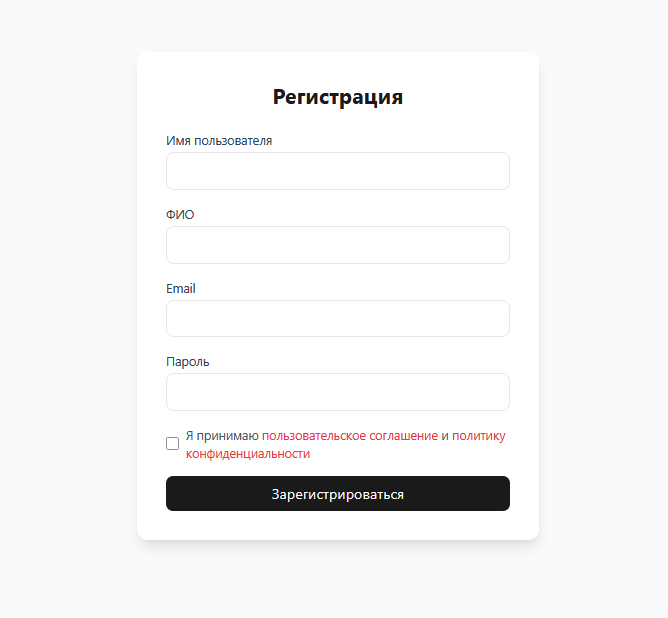 Регистрация
Имя пользователя
ФИО
Email
Пароль
Я принимаю пользовательское соглашение и политику
конфиденциальности
Зарегистрироваться